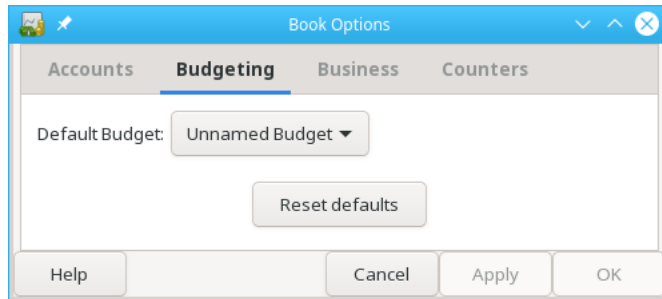 Book Options
Accounts Budgeting Business Counters
Default Budget: Unnamed Budget
Reset defaults
Help Cancel Apply OK